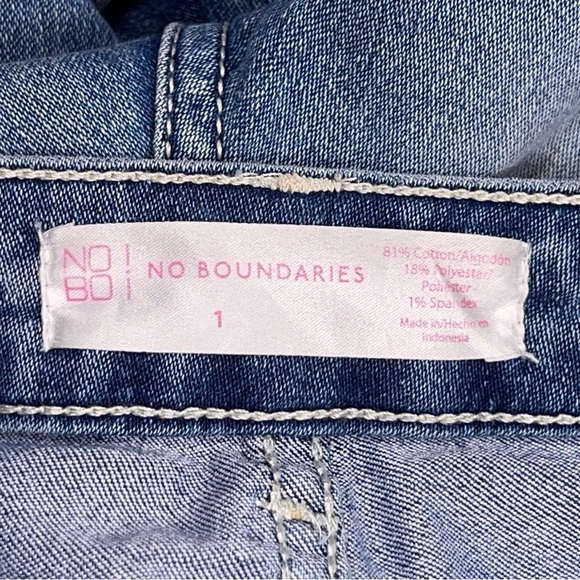 NO
BO
NO BOUNDARIES
1
81% Cotton/Algodón
18% Polyester/
Poliéster
1% Spandex
Made in/Hecho en
Indonesia